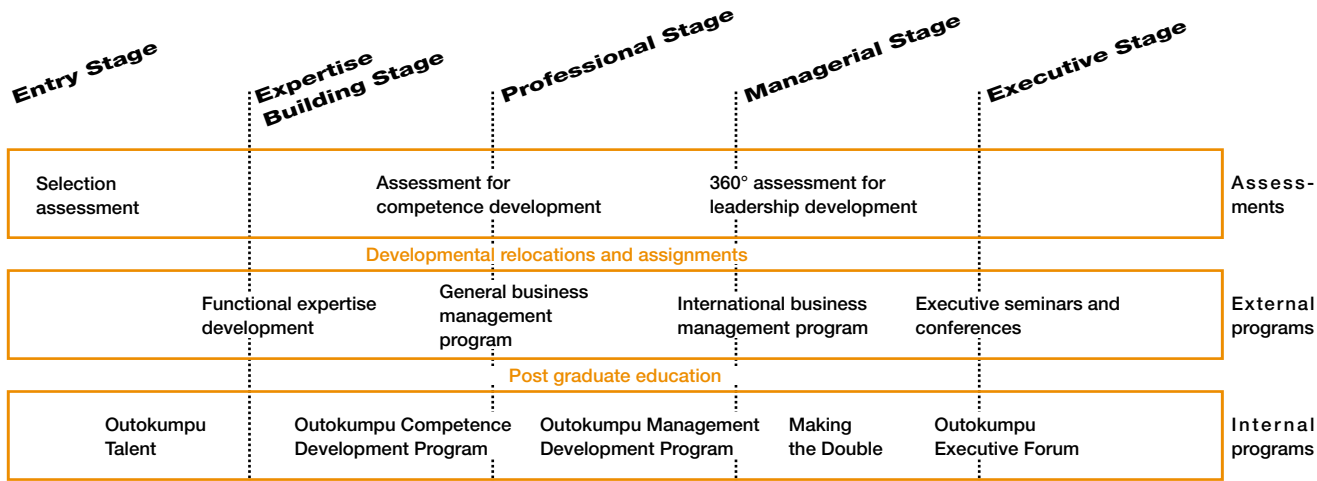 Entry Stage
Expertise
Building Stage
Professional Stage
Managerial Stage
Executive Stage
Selection
assessment
Assessment for
competence development
360° assessment for
leadership development
Assess-
ments
Developmental relocations and assignments
Functional expertise
development
General business
management
program
International business
management program
Executive seminars and
conferences
External
programs
Post graduate education
Outokumpu
Talent
Outokumpu Competence
Development Program
Outokumpu Management
Development Program
Making
the Double
Outokumpu
Executive Forum
Internal
programs